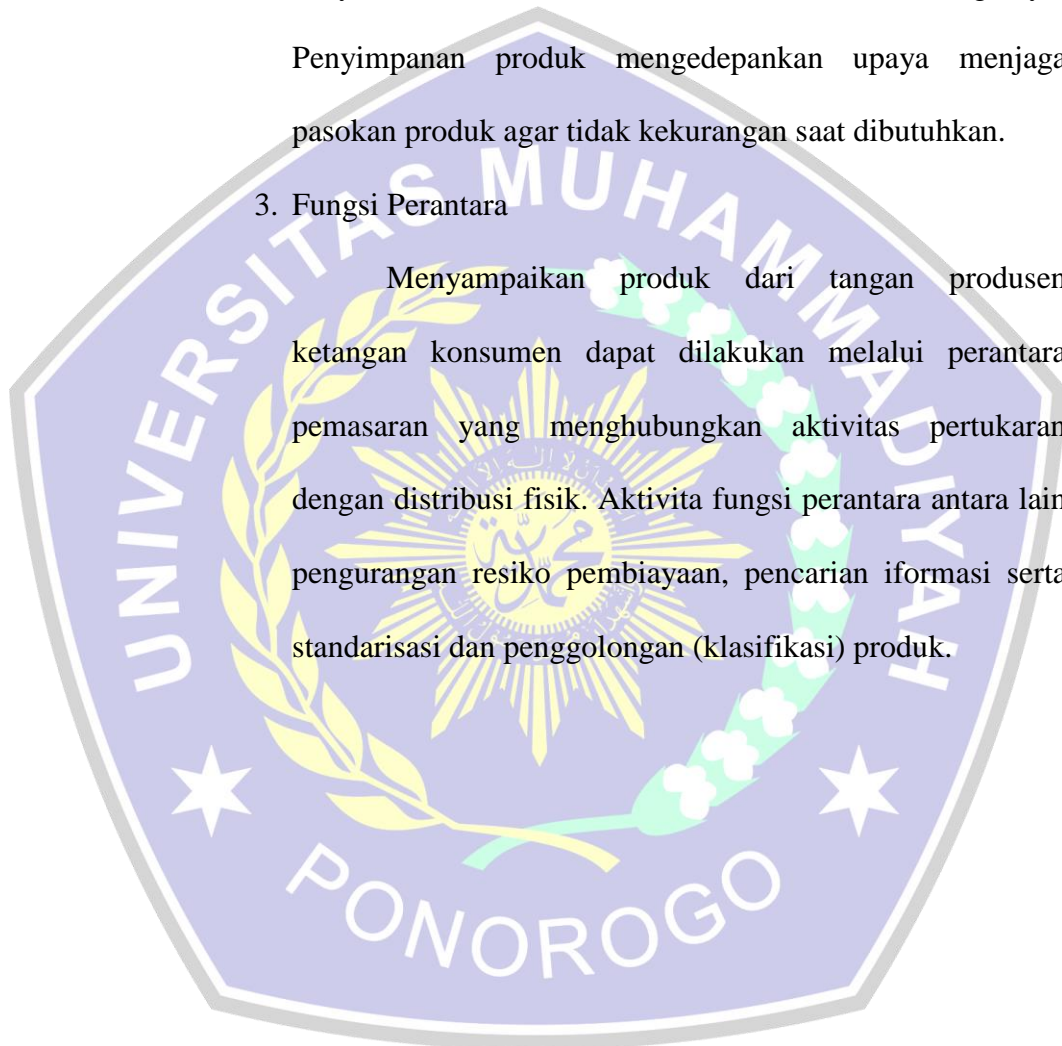 Penyimpanan produk mengedepankan upaya menjaga
pasokan produk agar tidak kekurangan saat dibutuhkan.
3. Fungsi Perantara
Menyampaikan produk dari tangan produsen
ketangan konsumen dapat dilakukan melalui perantara
pemasaran yang menghubungkan aktivitas pertukaran
dengan distribusi fisik. Aktivita fungsi perantara antara lain
pengurangan resiko pembiayaan, pencarian iformasi serta
standarisasi dan penggolongan (klasifikasi) produk.
UNIVERSITAS MUHAMMADIYAH
PONOROGO